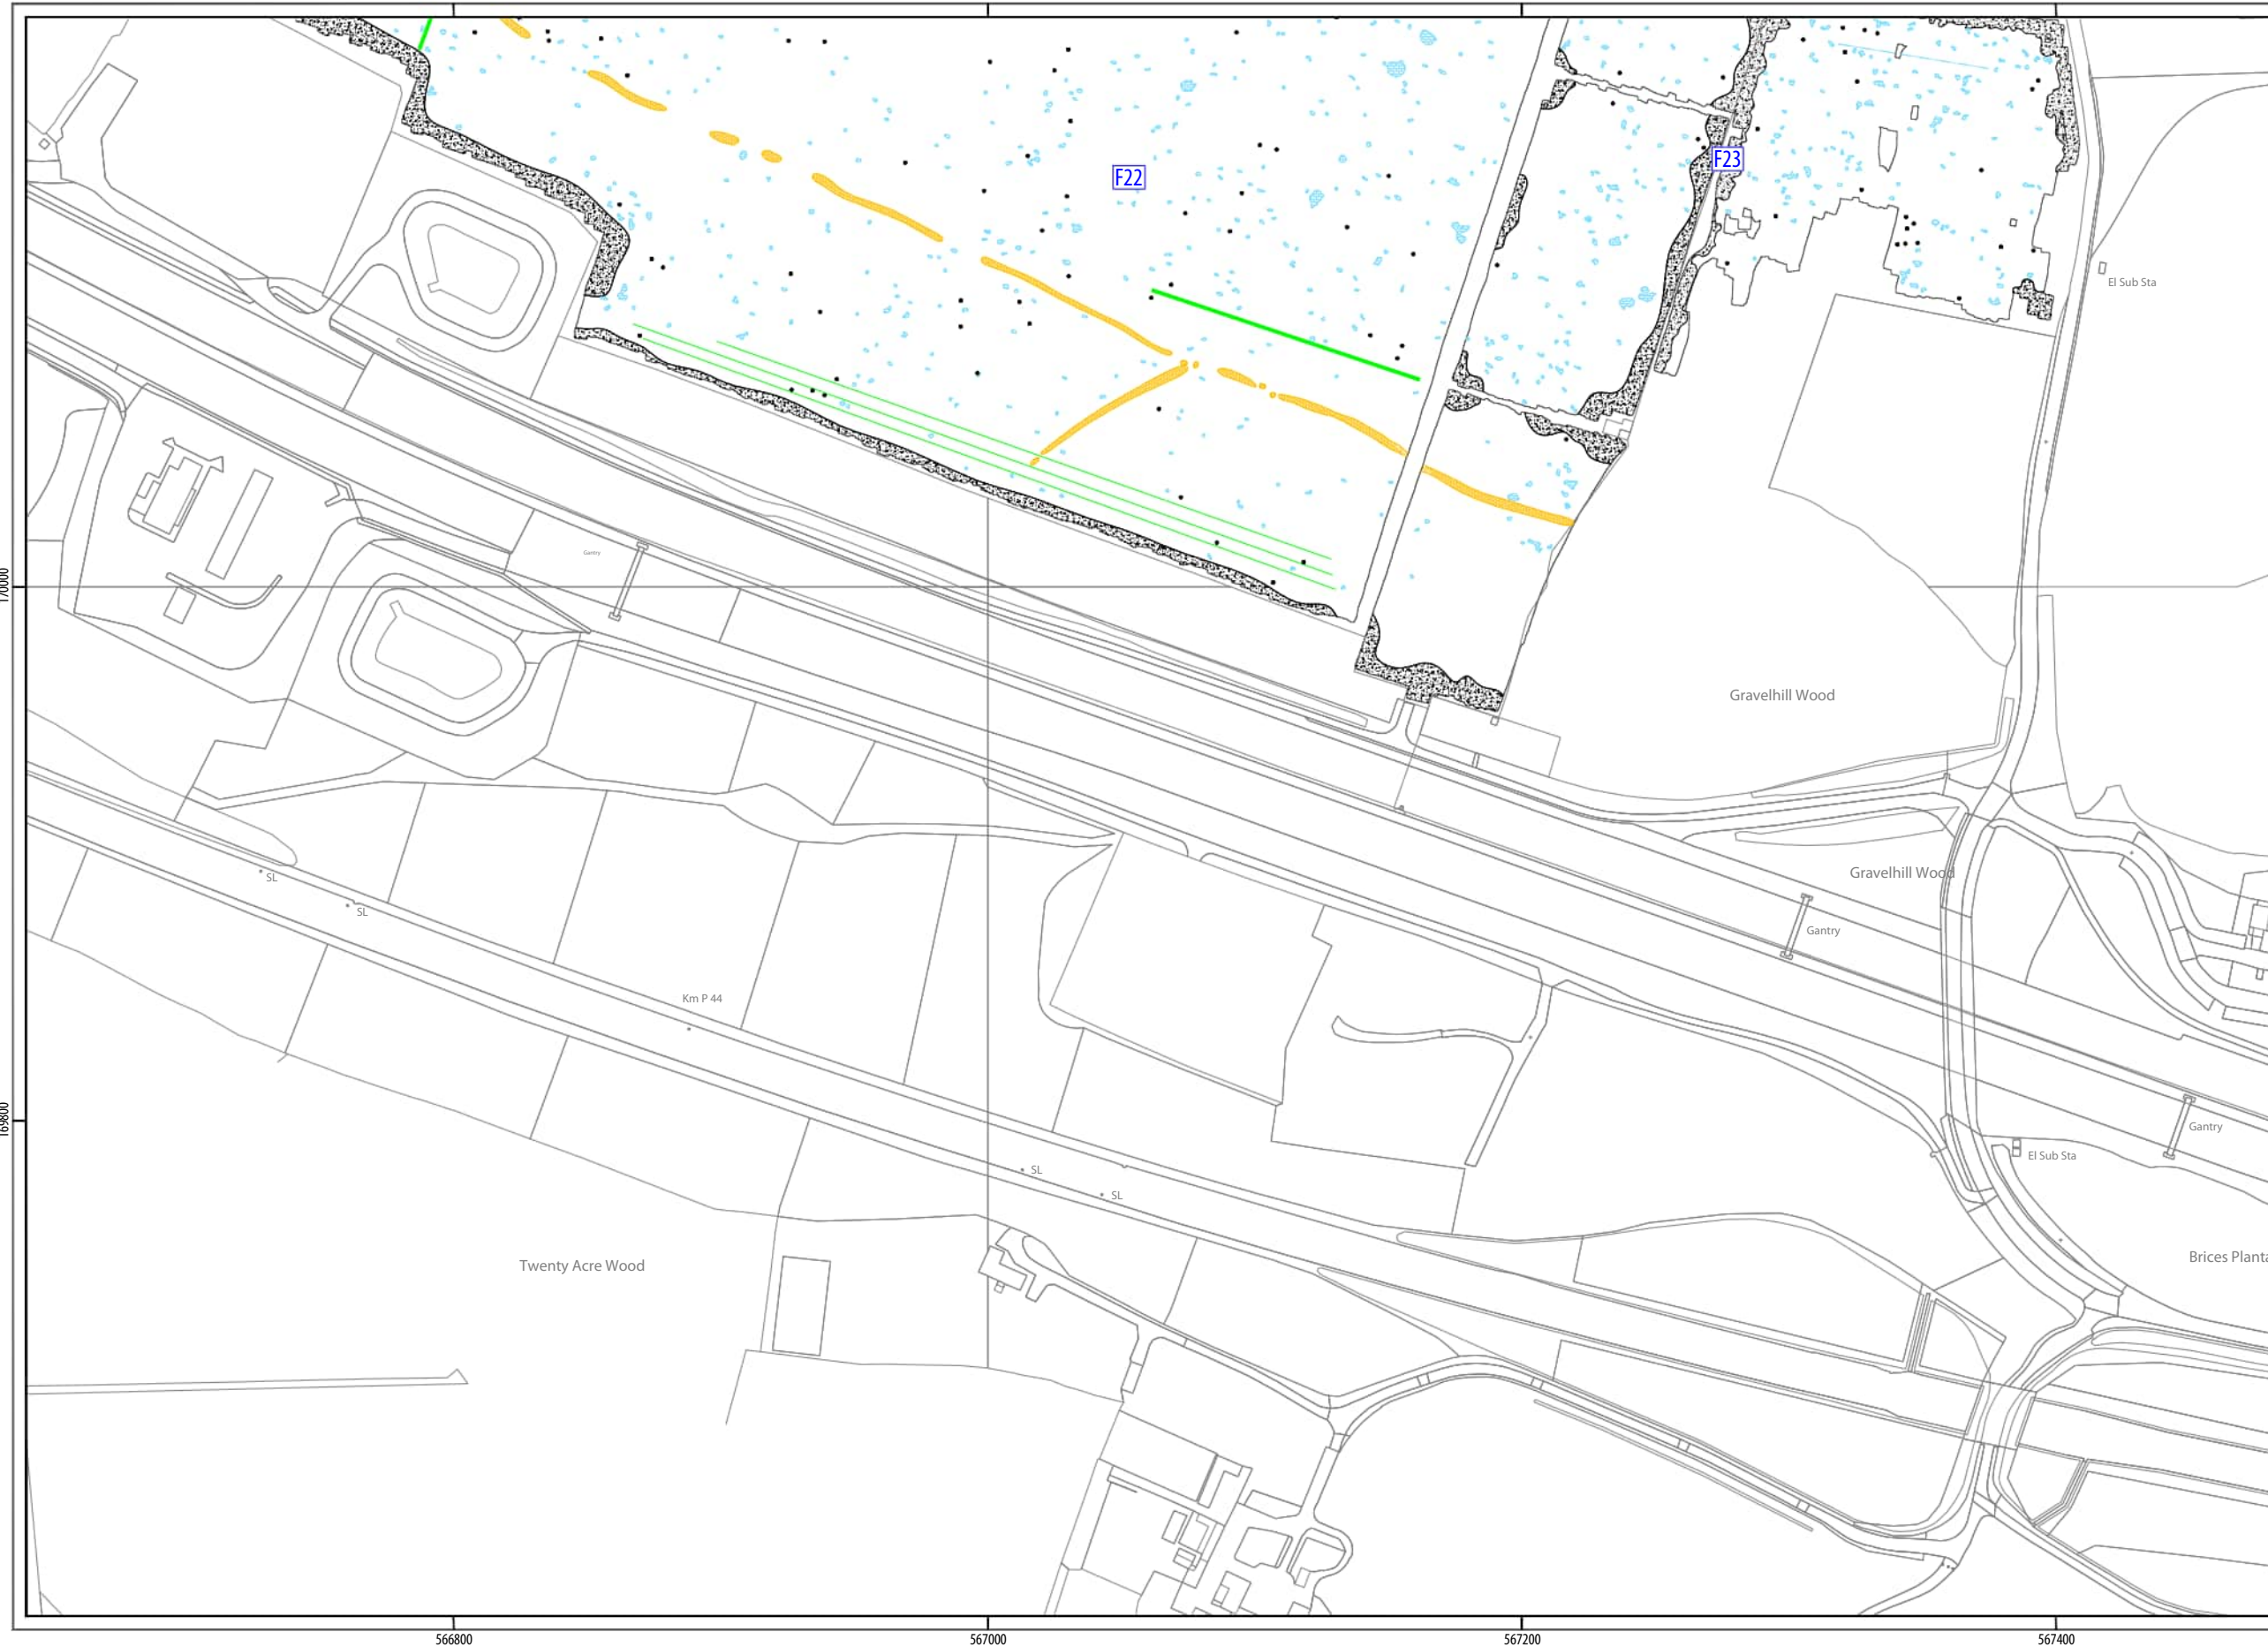 F23
F22
El Sub Sta
Gantry
170000
Gravelhill Wood
Gravelhill Wood
SL
SL
Gantry
Km P 44
169800
Gantry
El Sub Sta
SL
SL
Brices Planta
Twenty Acre Wood
566800
567000
567200
567400